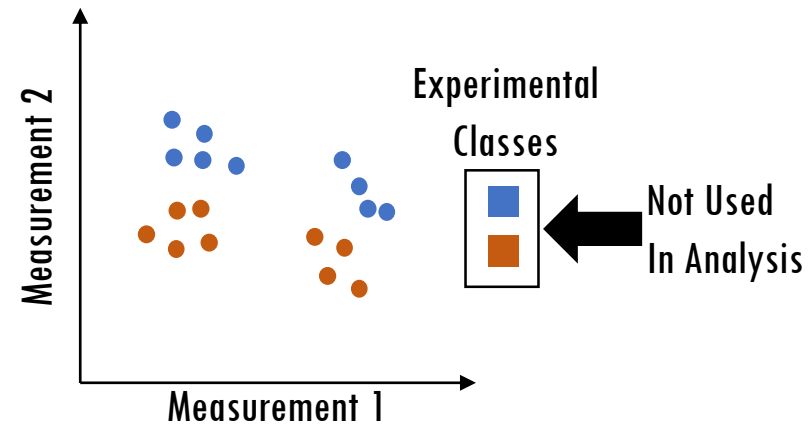 Measurement 2
Experimental
Classes
Not Used
In Analysis
Measurement 1